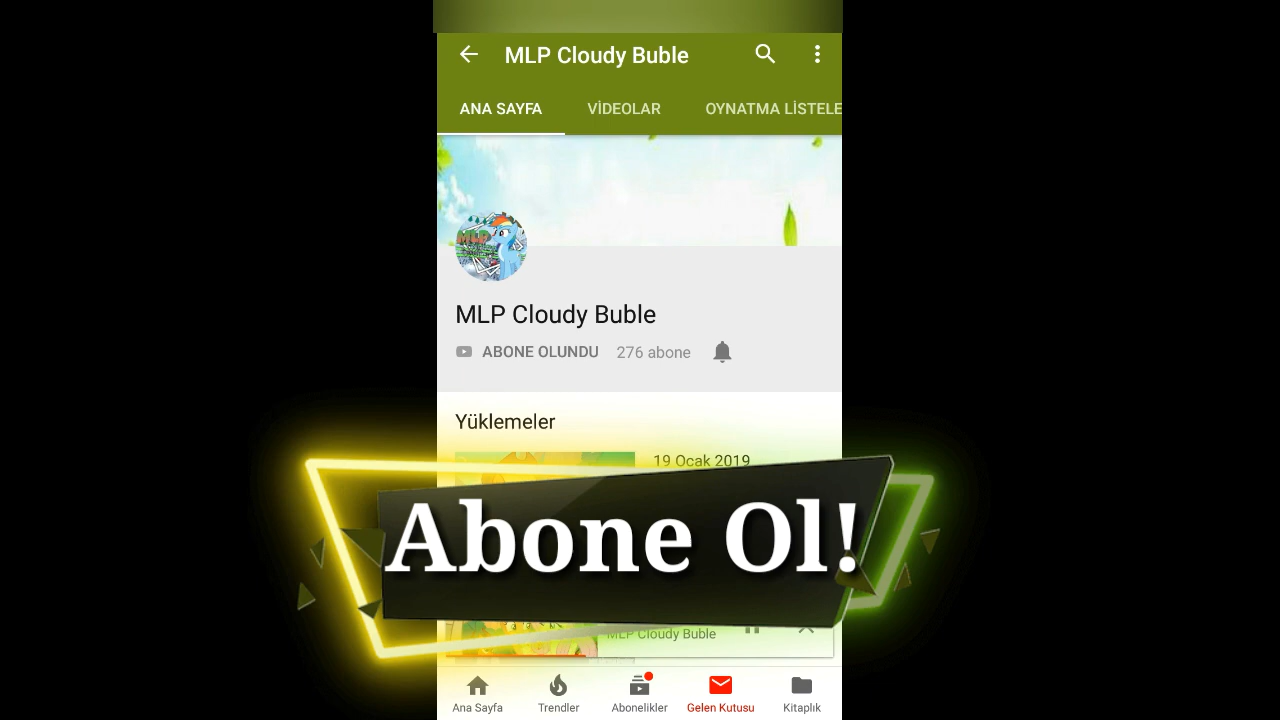 MLP Cloudy Buble
ANA SAYFA VİDEOLAR OYNATMA LİSTELE
MLP
MLP Cloudy Buble
ABONE OLUNDU 276 abone
Yüklemeler
19 Ocak 2019
Abone Ol!
MLP Cloudy Buble
Ana Sayfa Trendler Abonelikler Gelen Kutusu Kitaplık